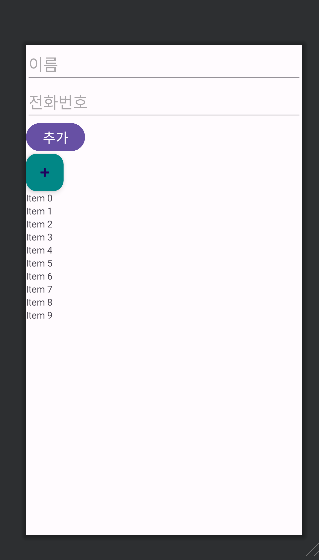 이름
전화번호
추가
+
Item 0
Item 1
Item 2
Item 3
Item 4
Item 5
Item 6
Item 7
Item 8
Item 9